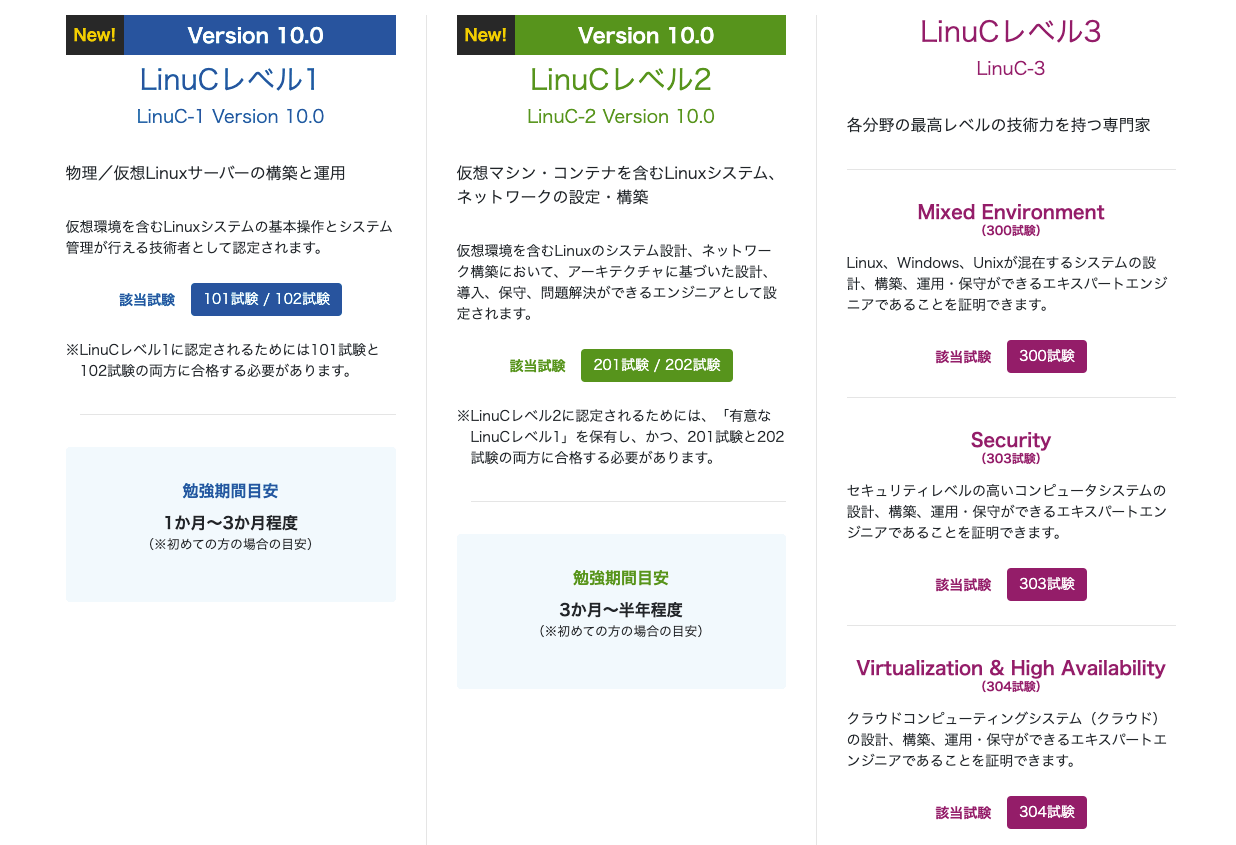 New!
Version 10.0
LinuCレベル1
LinuC-1 Version 10.0
物理／仮想Linuxサーバーの構築と運用
仮想環境を含むLinuxシステムの基本操作とシステム
管理が行える技術者として認定されます。
該当試験
101試験 / 102試験
※LinuCレベル1に認定されるためには101試験と
102試験の両方に合格する必要があります。
勉強期間目安
1か月〜3か月程度
（※初めての方の場合の目安）
New!
Version 10.0
LinuCレベル2
LinuC-2 Version 10.0
仮想マシン・コンテナを含むLinuxシステム、
ネットワークの設定・構築
仮想環境を含むLinuxのシステム設計、ネットワー
ク構築において、アーキテクチャに基づいた設計、
導入、保守、問題解決ができるエンジニアとして設
定されます。
該当試験
201試験 / 202試験
※LinuCレベル2に認定されるためには、「有意な
LinuCレベル1」を保有し、かつ、201試験と202
試験の両方に合格する必要があります。
勉強期間目安
3か月〜半年程度
（※初めての方の場合の目安）
LinuCレベル3
LinuC-3
各分野の最高レベルの技術力を持つ専門家
Mixed Environment
（300試験）
Linux、Windows、Unixが混在するシステムの設
計、構築、運用・保守ができるエキスパートエンジ
ニアであることを証明できます。
該当試験
300試験
Security
（303試験）
セキュリティレベルの高いコンピュータシステムの
設計、構築、運用・保守ができるエキスパートエン
ジニアであることを証明できます。
該当試験
303試験
Virtualization & High Availability
（304試験）
クラウドコンピューティングシステム（クラウド）
の設計、構築、運用・保守ができるエキスパートエ
ンジニアであることを証明できます。
該当試験
304試験